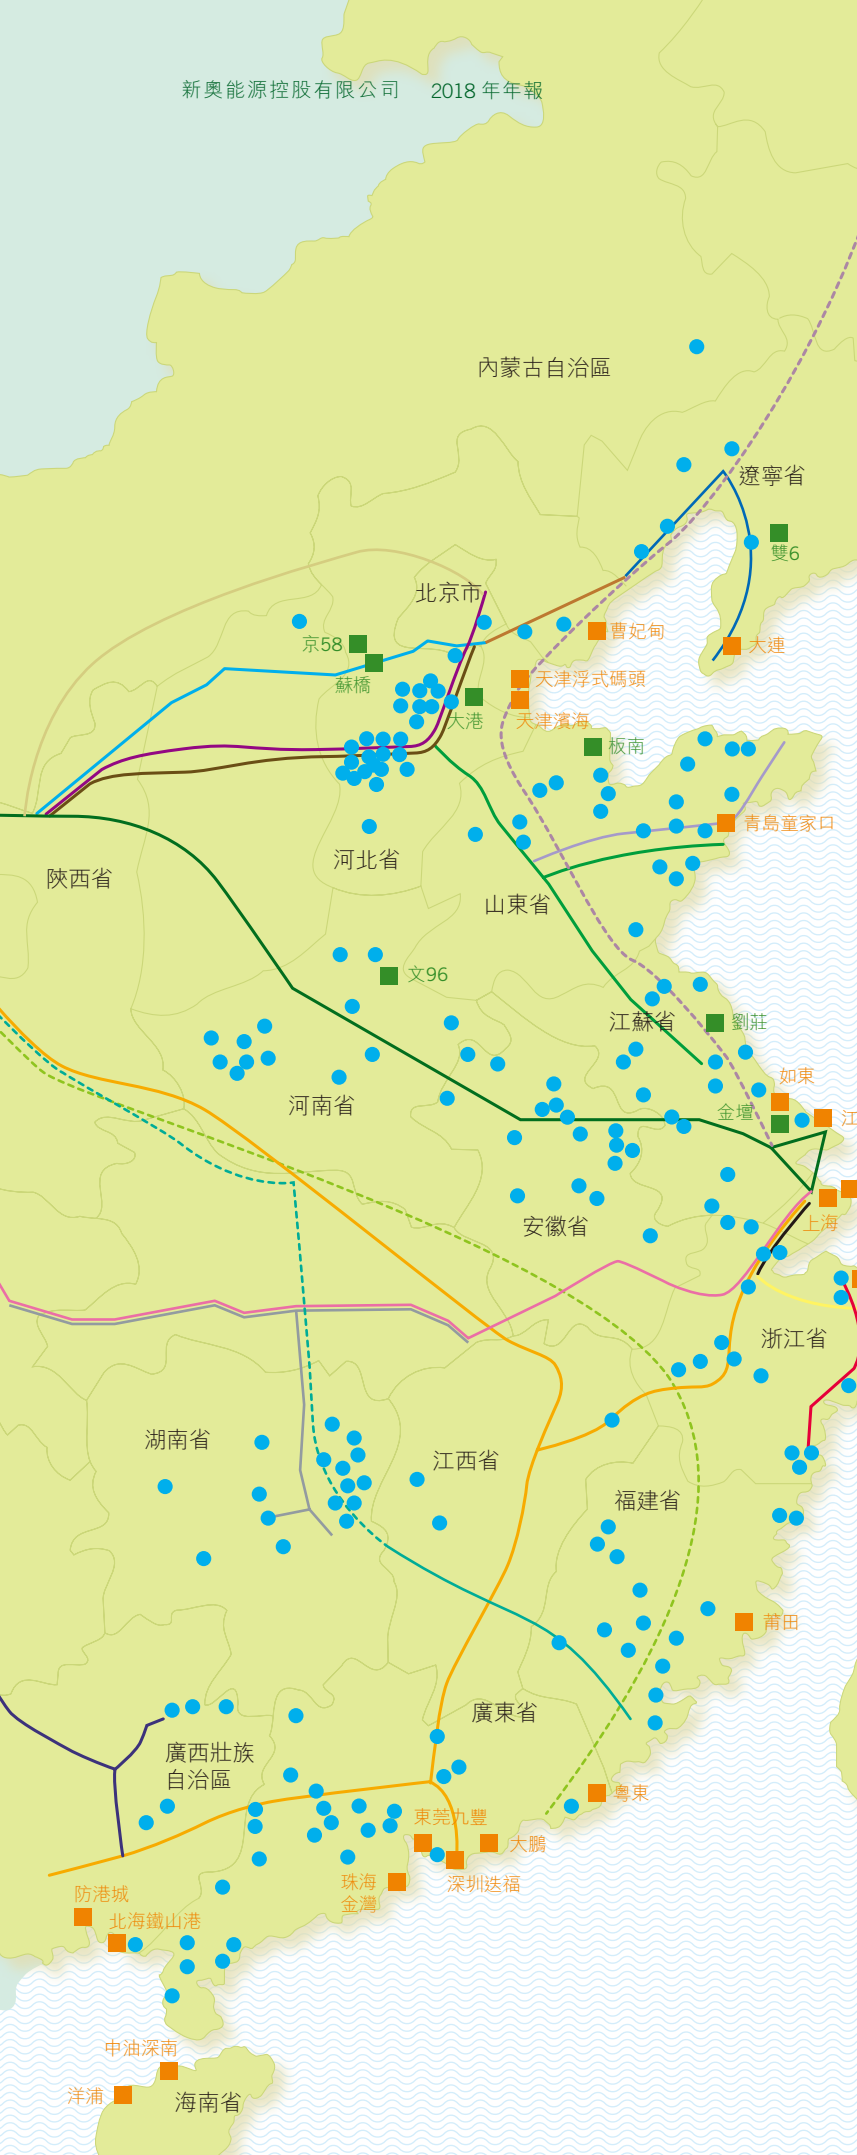 新奧能源控股有限公司 2018 年年報
內蒙古自治區
遼寧省
雙6
北京市
曹妃甸
京58
大連
天津浮式碼頭
蘇橋
大港
天津濱海
板南
青島董家口
河北省
陝西省
山東省
文96
江蘇省
劉莊
如東
河南省
金壇
江
安徽省
上海
浙江省
湖南省
江西省
福建省
莆田
廣東省
廣西壯族
自治區
粵東
東莞九豐
大鵬
珠海
金灣
深圳迭福
防港城
北海鐵山港
中油深南
洋浦
海南省